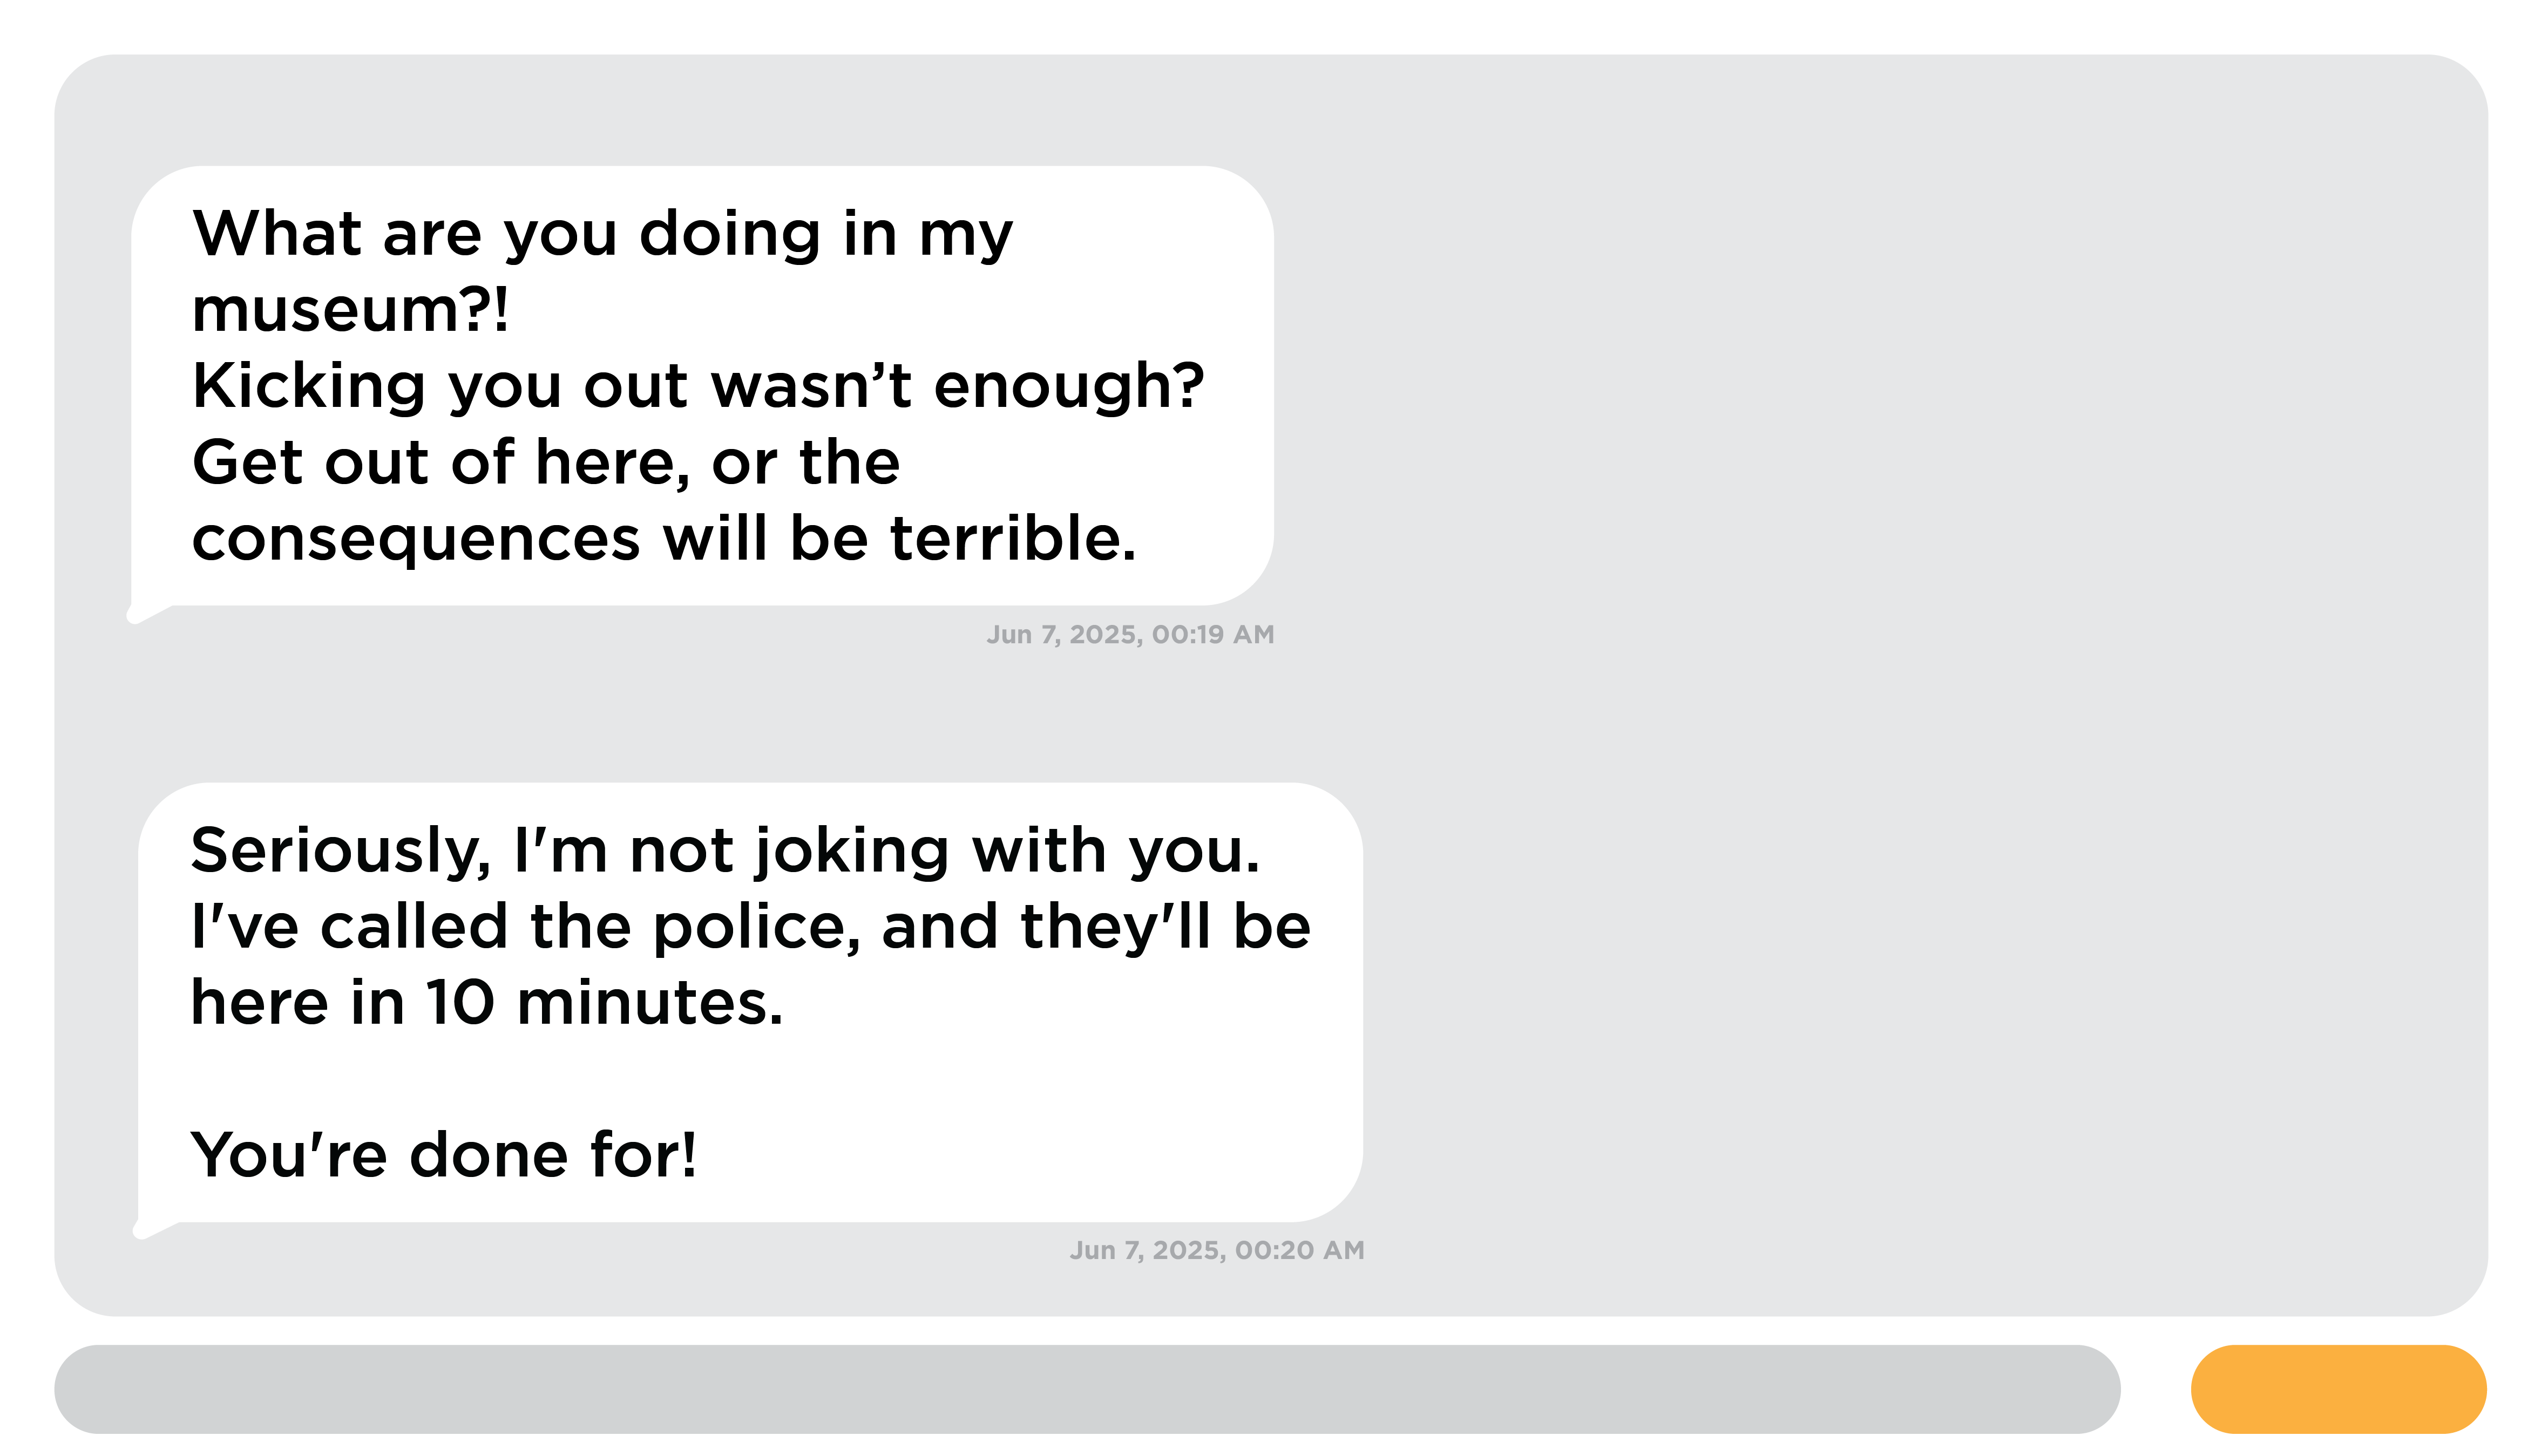 What are you doing in my
museum?!
Kicking you out wasn’t enough?
Get out of here, or the
consequences will be terrible.
Jun 7, 2025, 00:19 AM
Seriously, I'm not joking with you.
I've called the police, and they'll be
here in 10 minutes.
You're done for!
Jun 7, 2025, 00:20 AM